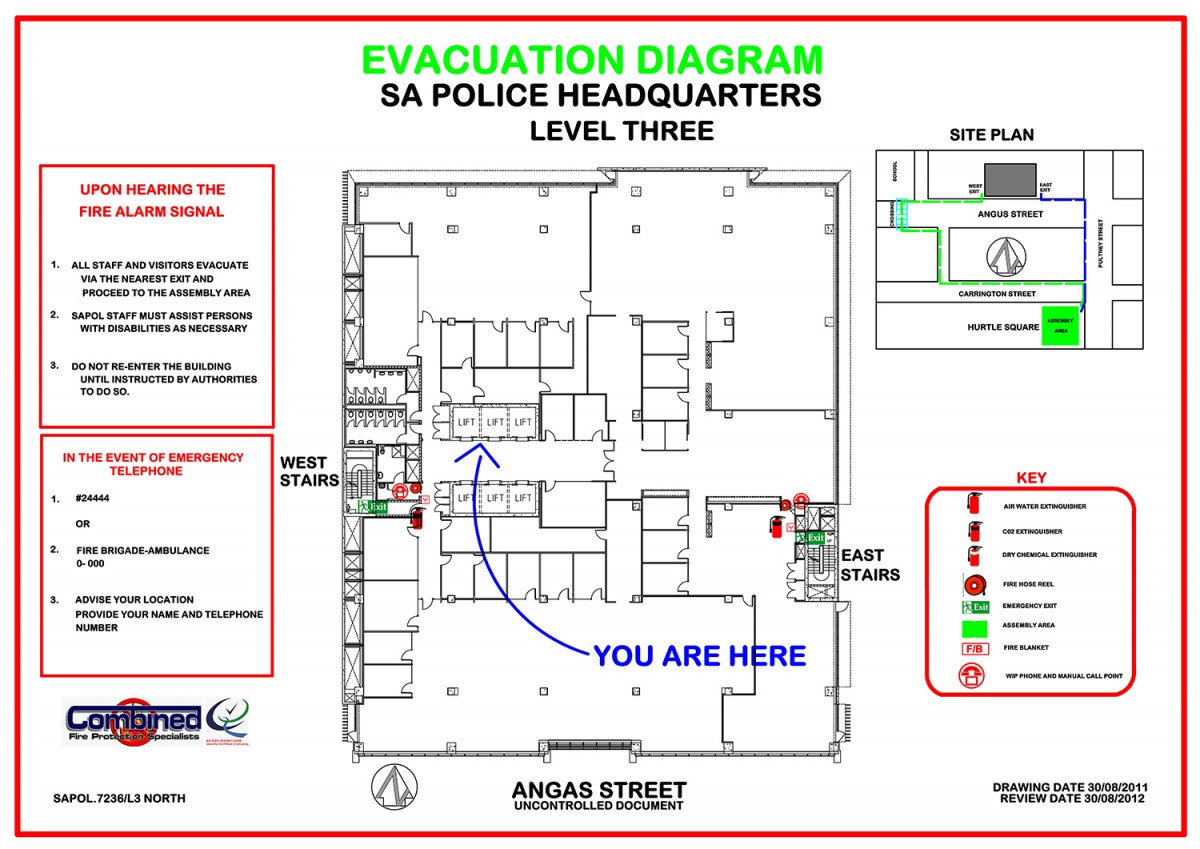 EVACUATION DIAGRAM
SA POLICE HEADQUARTERS
LEVEL THREE
UPON HEARING THE
FIRE ALARM SIGNAL
1. ALL STAFF AND VISITORS EVACUATE
VIA THE NEAREST EXIT AND
PROCEED TO THE ASSEMBLY AREA
2. SAPOL STAFF MUST ASSIST PERSONS
WITH DISABILITIES AS NECESSARY
3. DO NOT RE-ENTER THE BUILDING
UNTIL INSTRUCTED BY AUTHORITIES
TO DO SO.
IN THE EVENT OF EMERGENCY
TELEPHONE
1. #24444
OR
2. FIRE BRIGADE-AMBULANCE
0- 000
3. ADVISE YOUR LOCATION
PROVIDE YOUR NAME AND TELEPHONE
NUMBER
Combined
Fire Protection Specialists
SAPOL.7236/L3 NORTH
WEST
STAIRS
Exit
LIFT LIFT LIFT
LIFT LIFT LIFT
Exit
EAST
STAIRS
YOU ARE HERE
ANGAS STREET
UNCONTROLLED DOCUMENT
SITE PLAN
SCHOOL
WEST
EXIT
EAST
EXIT
CROSSING
ANGUS STREET
PULTNEY STREET
CARRINGTON STREET
HURTLE SQUARE
ASSEMBLY
AREA
KEY
AIR WATER EXTINGUISHER
C02 EXTINGUISHER
DRY CHEMICAL EXTINGUISHER
FIRE HOSE REEL
Exit EMERGENCY EXIT
ASSEMBLY AREA
F/B FIRE BLANKET
WIP PHONE AND MANUAL CALL POINT
DRAWING DATE 30/08/2011
REVIEW DATE 30/08/2012